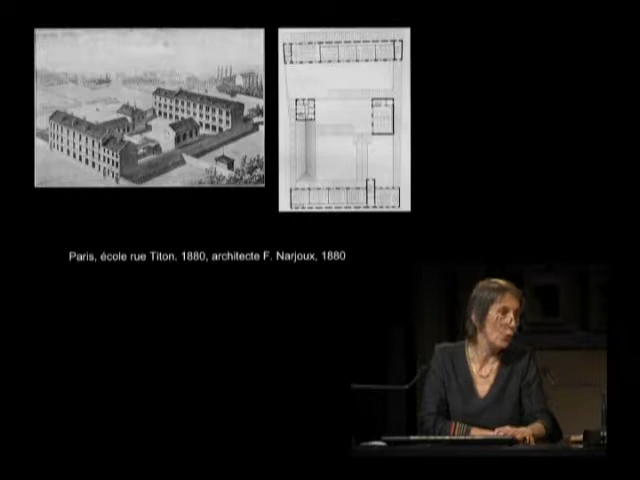 Paris, école rue Titon. 1880, architecte F. Narjoux, 1880